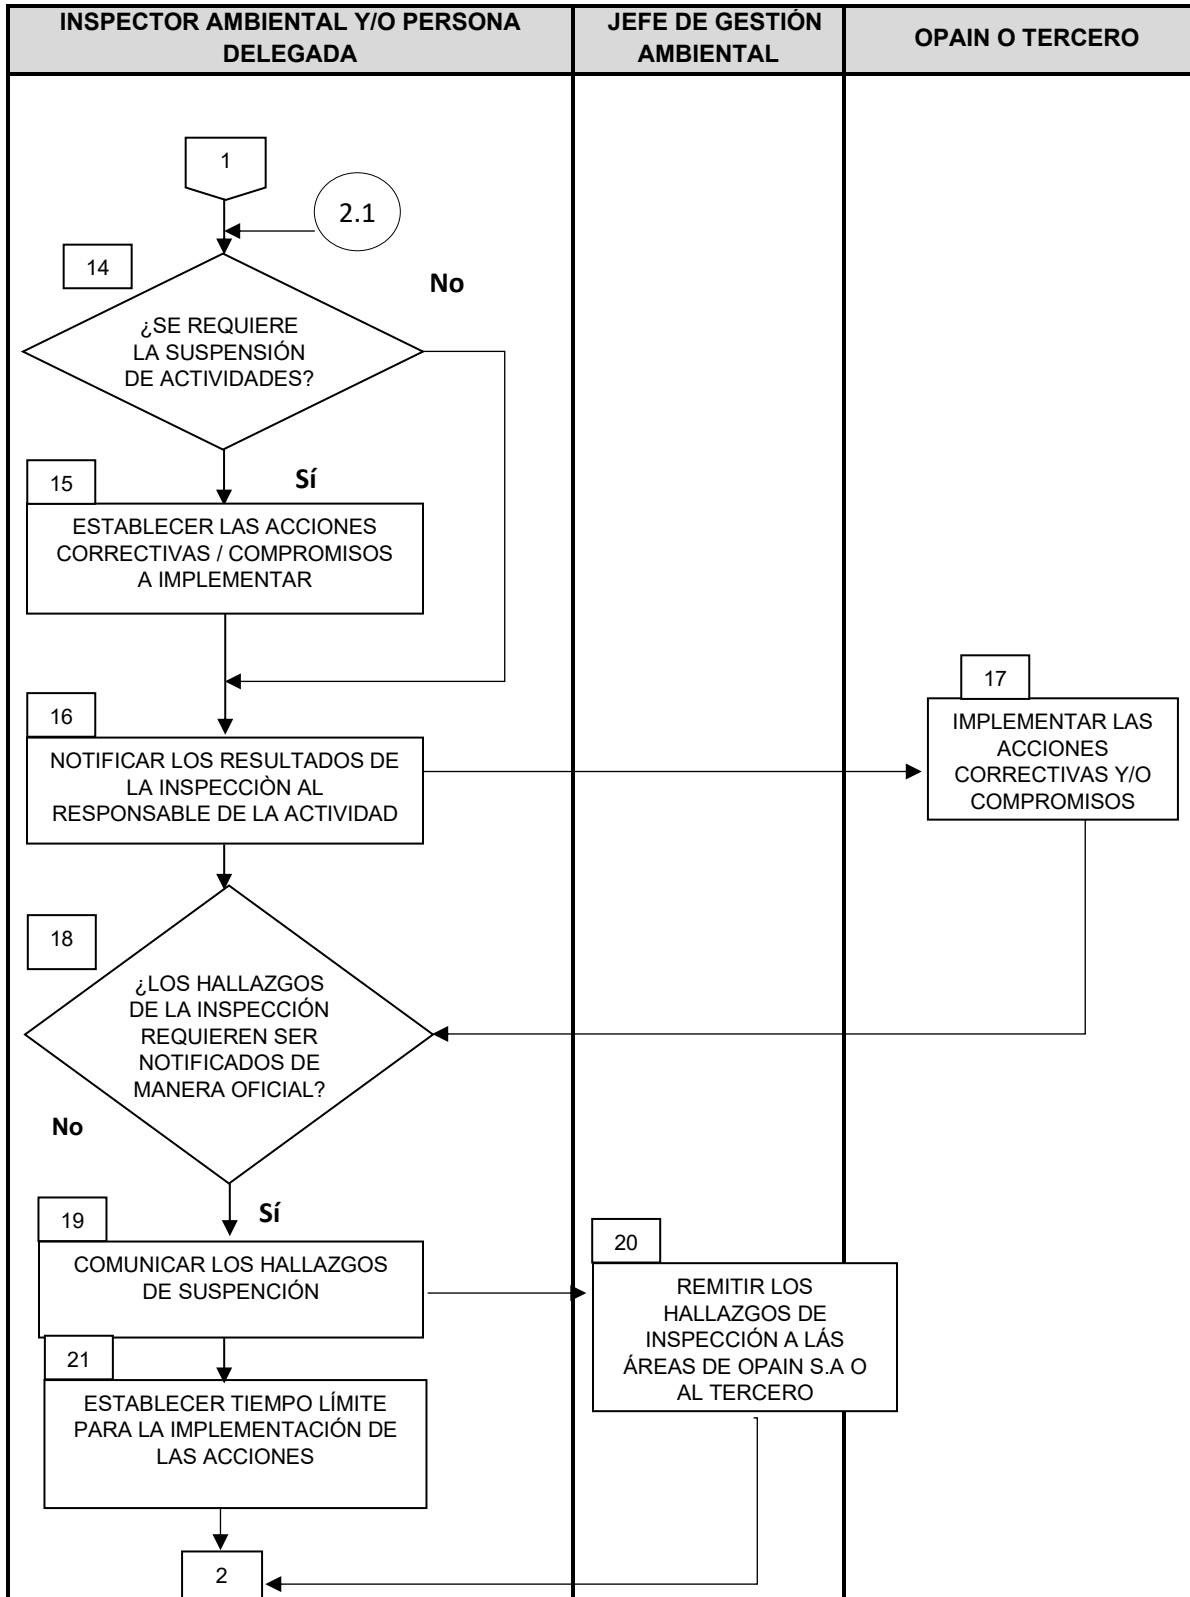 INSPECTOR AMBIENTAL Y/O PERSONA
DELEGADA
JEFE DE GESTIÓN
AMBIENTAL
OPAIN O TERCERO
1
2.1
14
No
¿SE REQUIERE
LA SUSPENSIÓN
DE ACTIVIDADES?
Sí
15
ESTABLECER LAS ACCIONES
CORRECTIVAS / COMPROMISOS
A IMPLEMENTAR
16
NOTIFICAR LOS RESULTADOS DE
LA INSPECCIÒN AL
RESPONSABLE DE LA ACTIVIDAD
17
IMPLEMENTAR LAS
ACCIONES
CORRECTIVAS Y/O
COMPROMISOS
18
¿LOS HALLAZGOS
DE LA INSPECCIÓN
REQUIEREN SER
NOTIFICADOS DE
MANERA OFICIAL?
No
Sí
19
COMUNICAR LOS HALLAZGOS
DE SUSPENCIÓN
20
REMITIR LOS
HALLAZGOS DE
INSPECCIÓN A LÁS
ÁREAS DE OPAIN S.A O
AL TERCERO
21
ESTABLECER TIEMPO LÍMITE
PARA LA IMPLEMENTACIÓN DE
LAS ACCIONES
2